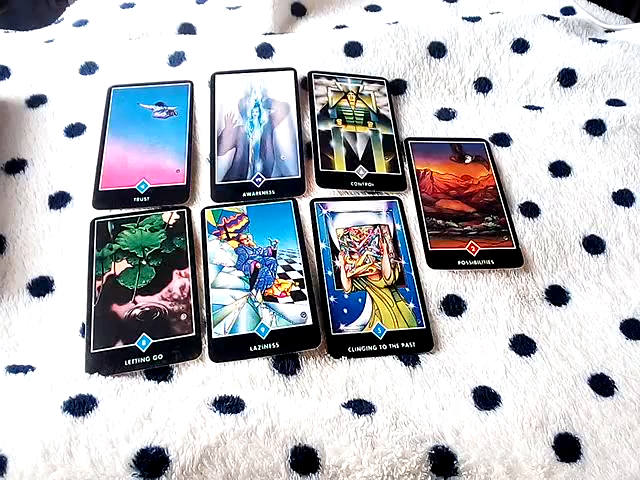 TRUST
AWARENESS
CONTROL
POSSIBILITIES
LETTING GO
LAZINESS
CLINGING TO THE PAST